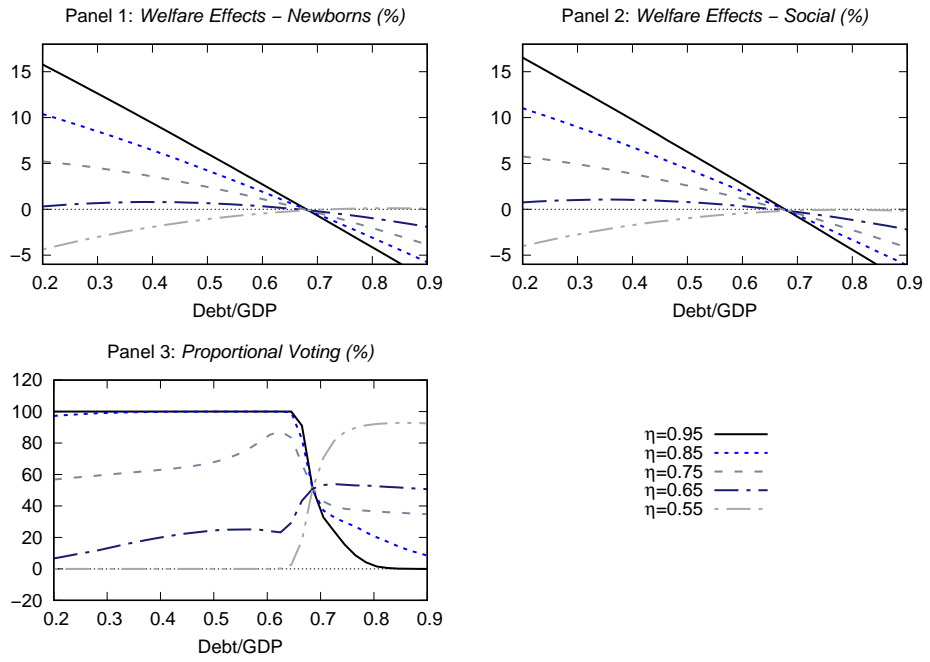 Panel 1: Welfare Effects – Newborns (%)
15
10
5
0
−5
0.2 0.3 0.4 0.5 0.6 0.7 0.8 0.9
Debt/GDP
Panel 2: Welfare Effects – Social (%)
15
10
5
0
−5
0.2 0.3 0.4 0.5 0.6 0.7 0.8 0.9
Debt/GDP
Panel 3: Proportional Voting (%)
120
100
80
60
40
20
0
−20
0.2 0.3 0.4 0.5 0.6 0.7 0.8 0.9
Debt/GDP
η=0.95
η=0.85
η=0.75
η=0.65
η=0.55